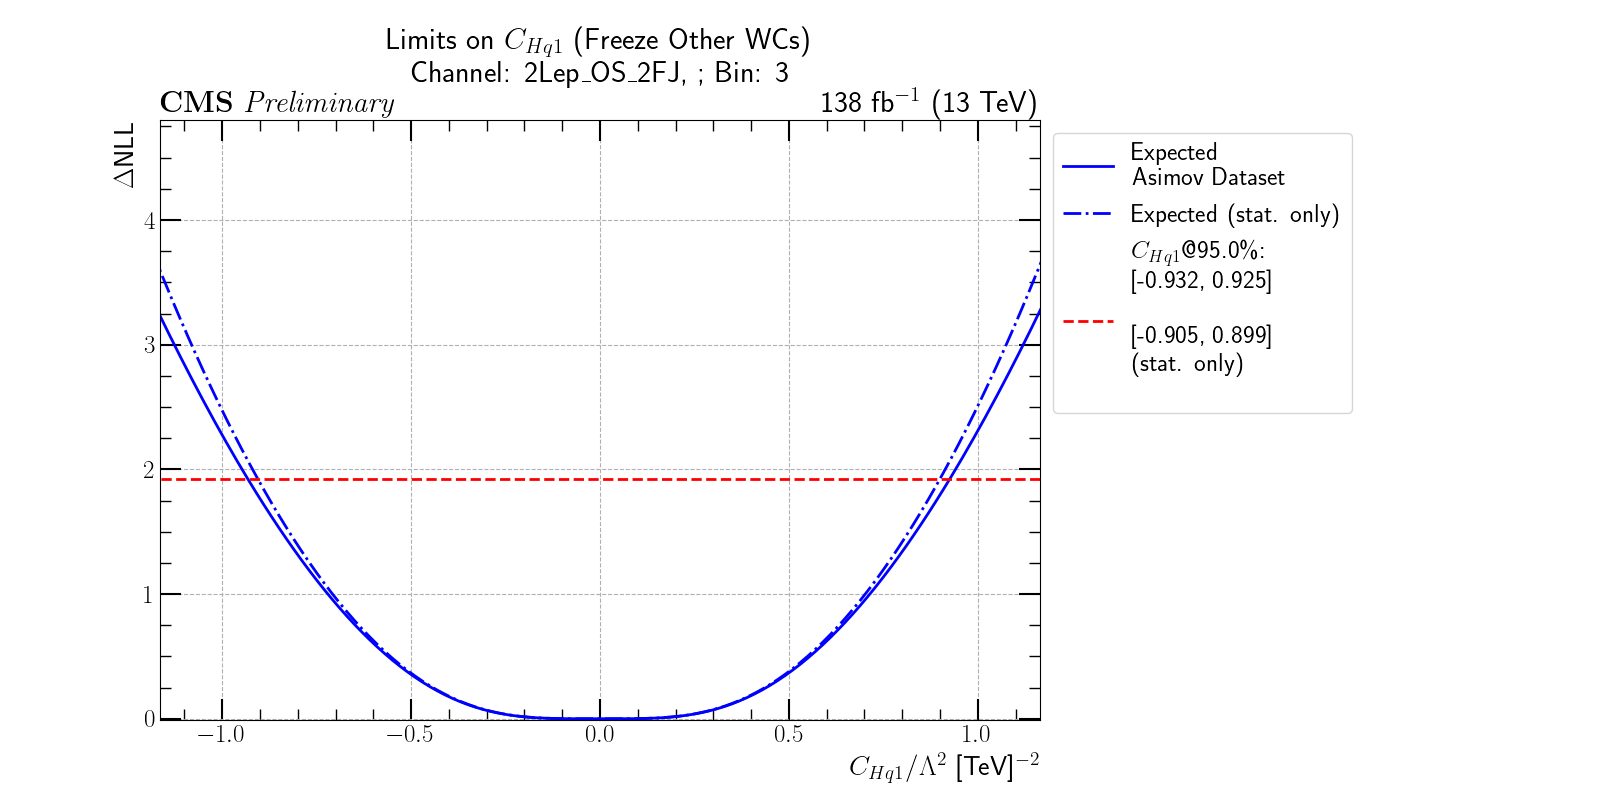 Limits on C_{Hq1} (Freeze Other WCs)
Channel: 2Lep_OS_2FJ, ; Bin: 3
CMS Preliminary
138 fb^{-1} (13 TeV)
ΔNLL
4
3
2
1
0
−1.0
−0.5
0.0
0.5
1.0
C_{Hq1}/Λ^2 [TeV]^{-2}
Expected
Asimov Dataset
Expected (stat. only)
C_{Hq1}@95.0%:
[-0.932, 0.925]
[-0.905, 0.899]
(stat. only)